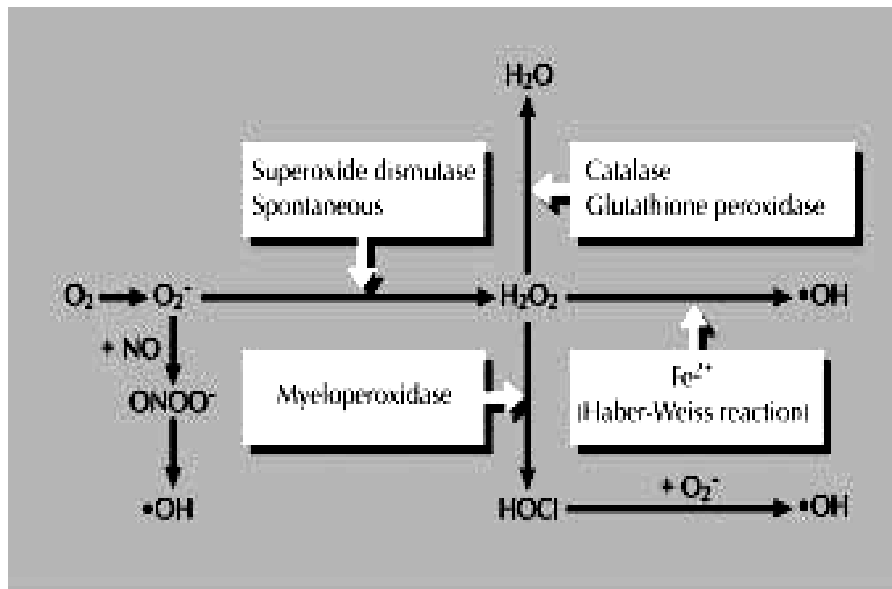 H₂O
Superoxide dismutase
Spontaneous
Catalase
Glutathione peroxidase
O₂
O₂⁻
H₂O₂
•OH
+ NO
ONOO⁻
•OH
Myeloperoxidase
Fe²⁺
(Haber-Weiss reaction)
HOCl
+ O₂⁻
•OH